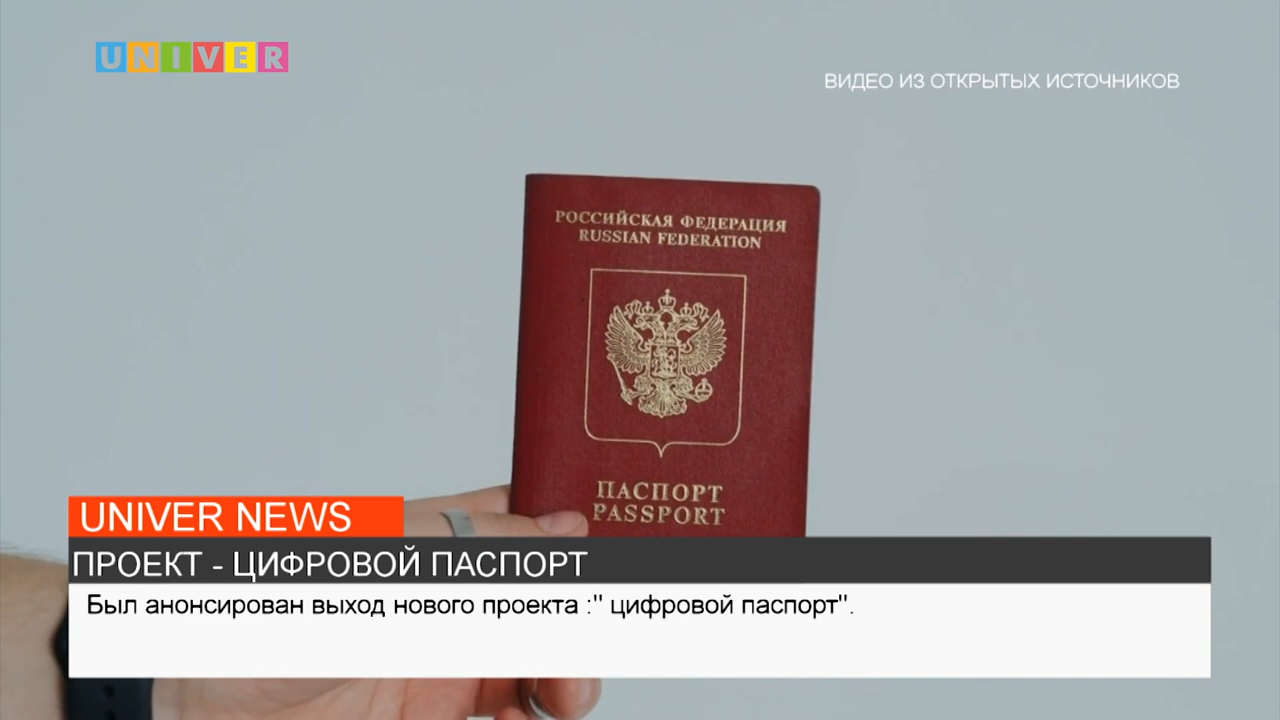 UNIVER
ВИДЕО ИЗ ОТКРЫТЫХ ИСТОЧНИКОВ
РОССИЙСКАЯ ФЕДЕРАЦИЯ
RUSSIAN FEDERATION
ПАСПОРТ
PASSPORT
UNIVER NEWS
ПРОЕКТ - ЦИФРОВОЙ ПАСПОРТ
Был анонсирован выход нового проекта :" цифровой паспорт".